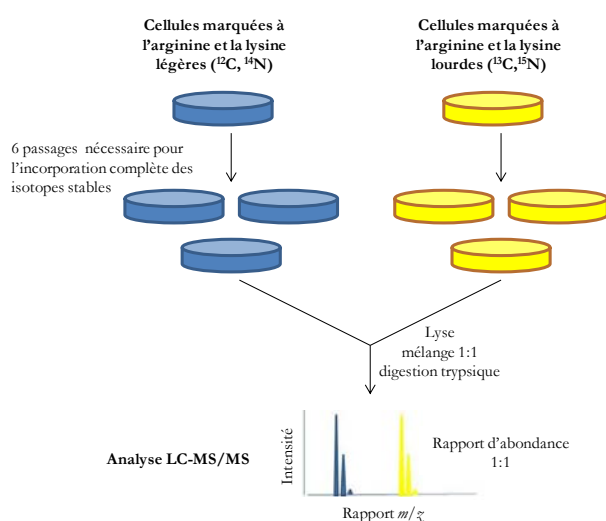 Cellules marquées à
l'arginine et la lysine
légères (¹²C, ¹⁴N)
Cellules marquées à
l'arginine et la lysine
lourdes (¹³C,¹⁵N)
6 passages nécessaire pour
l'incorporation complète des
isotopes stables
Lyse
mélange 1:1
digestion trypsique
Analyse LC-MS/MS
Intensité
Rapport d'abondance
1:1
Rapport m/z